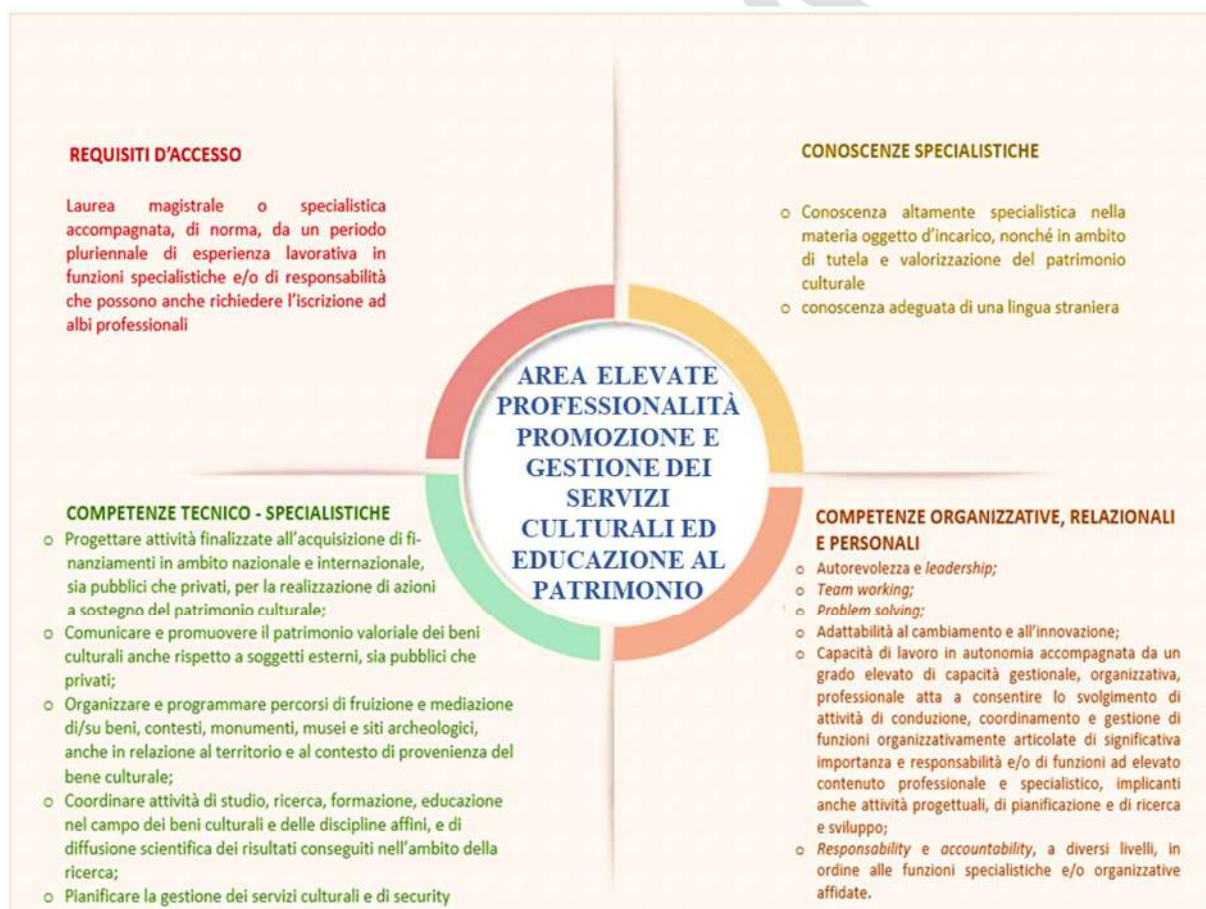 REQUISITI D'ACCESSO
Laurea magistrale o specialistica
accompagnata, di norma, da un periodo
pluriennale di esperienza lavorativa in
funzioni specialistiche e/o di responsabilità
che possono anche richiedere l'iscrizione ad
albi professionali
CONOSCENZE SPECIALISTICHE
o Conoscenza altamente specialistica nella
materia oggetto d'incarico, nonché in ambito
di tutela e valorizzazione del patrimonio
culturale
o conoscenza adeguata di una lingua straniera
AREA ELEVATE
PROFESSIONALITÀ
PROMOZIONE E
GESTIONE DEI
SERVIZI
CULTURALI ED
EDUCAZIONE AL
PATRIMONIO
COMPETENZE TECNICO - SPECIALISTICHE
o Progettare attività finalizzate all'acquisizione di fi-
nanziamenti in ambito nazionale e internazionale,
sia pubblici che privati, per la realizzazione di azioni
a sostegno del patrimonio culturale;
o Comunicare e promuovere il patrimonio valoriale dei beni
culturali anche rispetto a soggetti esterni, sia pubblici che
privati;
o Organizzare e programmare percorsi di fruizione e mediazione
di/su beni, contesti, monumenti, musei e siti archeologici,
anche in relazione al territorio e al contesto di provenienza del
bene culturale;
o Coordinare attività di studio, ricerca, formazione, educazione
nel campo dei beni culturali e delle discipline affini, e di
diffusione scientifica dei risultati conseguiti nell'ambito della
ricerca;
o Pianificare la gestione dei servizi culturali e di security
COMPETENZE ORGANIZZATIVE, RELAZIONALI
E PERSONALI
o Autorevolezza e leadership;
o Team working;
o Problem solving;
o Adattabilità al cambiamento e all'innovazione;
o Capacità di lavoro in autonomia accompagnata da un
grado elevato di capacità gestionale, organizzativa,
professionale atta a consentire lo svolgimento di
attività di conduzione, coordinamento e gestione di
funzioni organizzativamente articolate di significativa
importanza e responsabilità e/o di funzioni ad elevato
contenuto professionale e specialistico, implicanti
anche attività progettuali, di pianificazione e di ricerca
e sviluppo;
o Responsability e accountability, a diversi livelli, in
ordine alle funzioni specialistiche e/o organizzative
affidate.